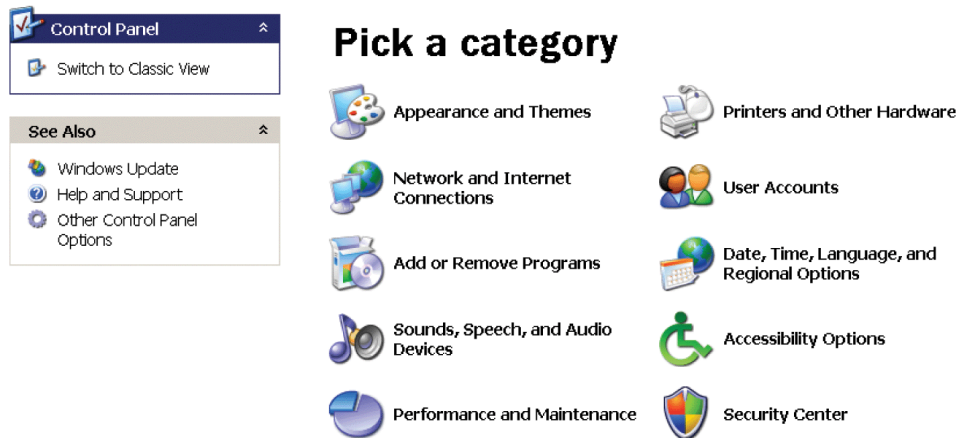 Control Panel
Switch to Classic View
See Also
Windows Update
Help and Support
Other Control Panel
Options
Pick a category
Appearance and Themes
Printers and Other Hardware
Network and Internet
Connections
User Accounts
Add or Remove Programs
Date, Time, Language, and
Regional Options
Sounds, Speech, and Audio
Devices
Accessibility Options
Performance and Maintenance
Security Center